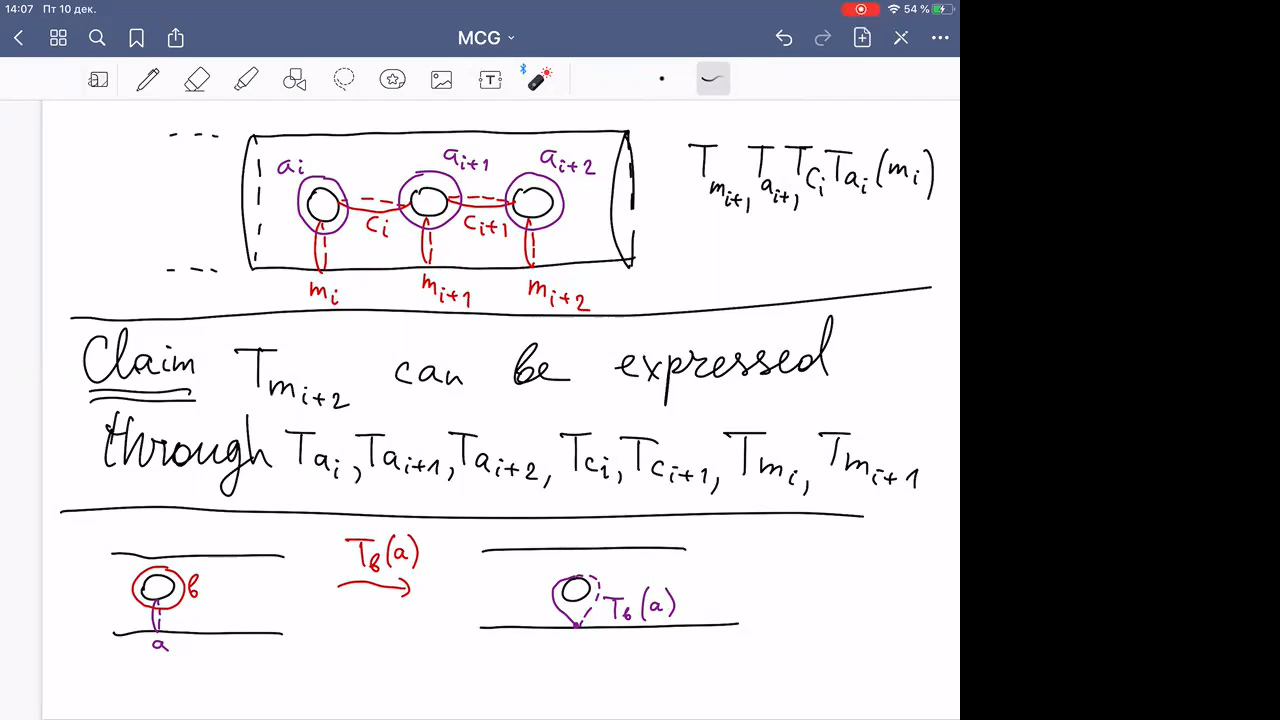 14:07 Пт 10 дек.
54 %
MCG
T
a_i a_{i+1} a_{i+2} T_{m_{i+1}} T_{a_{i+1}} T_{c_i} T_{a_i} (m_i)
c_i c_{i+1}
m_i m_{i+1} m_{i+2}
Claim T_{m_{i+2}} can be expressed
through T_{a_i}, T_{a_{i+1}}, T_{a_{i+2}}, T_{c_i}, T_{c_{i+1}}, T_{m_i}, T_{m_{i+1}}
T_b(a)
b
T_b(a)
a